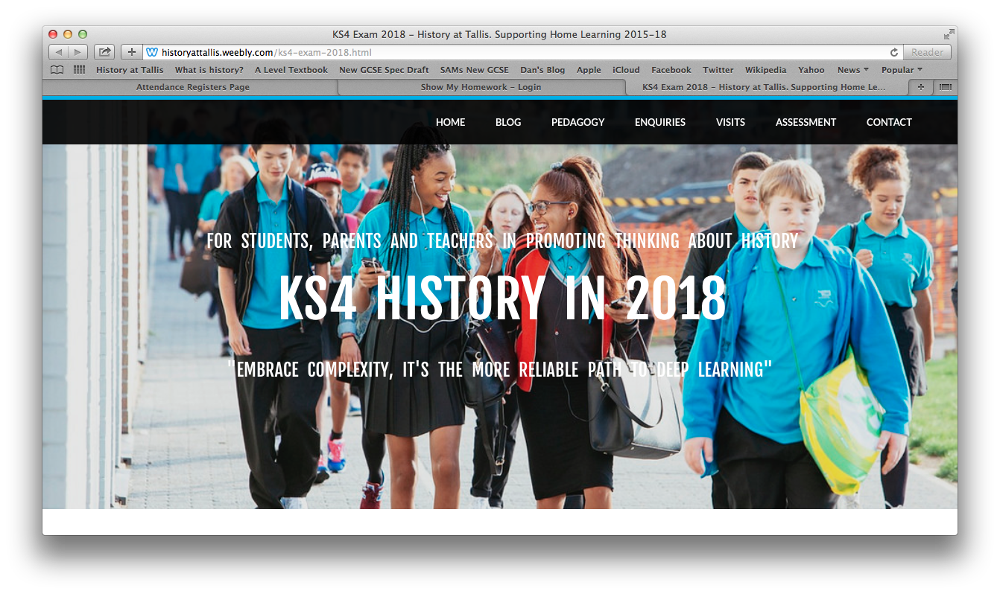 KS4 Exam 2018 – History at Tallis. Supporting Home Learning 2015–18
historyattallis.weebly.com/ks4-exam-2018.html
Reader
History at Tallis What is history? A Level Textbook New GCSE Spec Draft SAMs New GCSE Dan's Blog Apple iCloud Facebook Twitter Wikipedia Yahoo News Popular
Attendance Registers Page Show My Homework – Login KS4 Exam 2018 – History at Tallis. Supporting Home Le...
HOME BLOG PEDAGOGY ENQUIRIES VISITS ASSESSMENT CONTACT
FOR STUDENTS, PARENTS AND TEACHERS IN PROMOTING THINKING ABOUT HISTORY
KS4 HISTORY IN 2018
"EMBRACE COMPLEXITY, IT'S THE MORE RELIABLE PATH TO DEEP LEARNING"